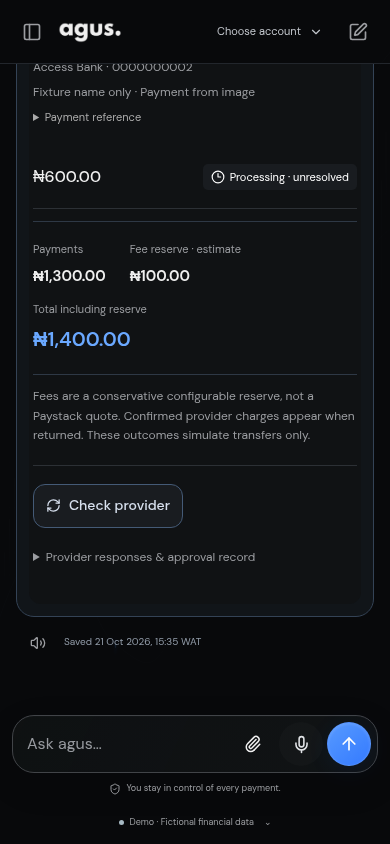 agus.
Choose account
Access Bank · 0000000002
Fixture name only · Payment from image
Payment reference
₦600.00
Processing · unresolved
Payments
Fee reserve · estimate
₦1,300.00
₦100.00
Total including reserve
₦1,400.00
Fees are a conservative configurable reserve, not a
Paystack quote. Confirmed provider charges appear when
returned. These outcomes simulate transfers only.
Check provider
Provider responses & approval record
Saved 21 Oct 2026, 15:35 WAT
Ask agus...
You stay in control of every payment.
Demo · Fictional financial data